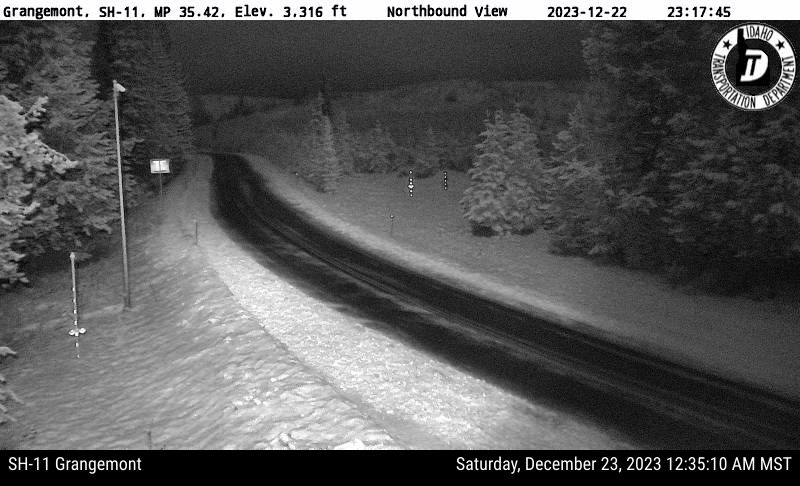 Grangemont, SH-11, MP 35.42, Elev. 3,316 ft Northbound View 2023-12-22 23:17:45
IDAHO
TRANSPORTATION DEPARTMENT
SH-11 Grangemont Saturday, December 23, 2023 12:35:10 AM MST